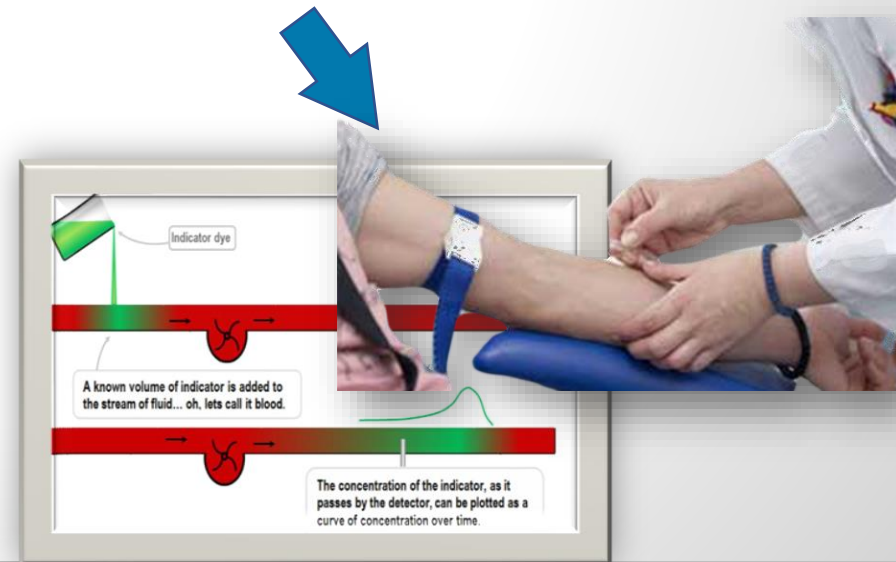 Indicator dye
A known volume of indicator is added to
the stream of fluid... oh, lets call it blood.
The concentration of the indicator, as it
passes by the detector, can be plotted as a
curve of concentration over time.